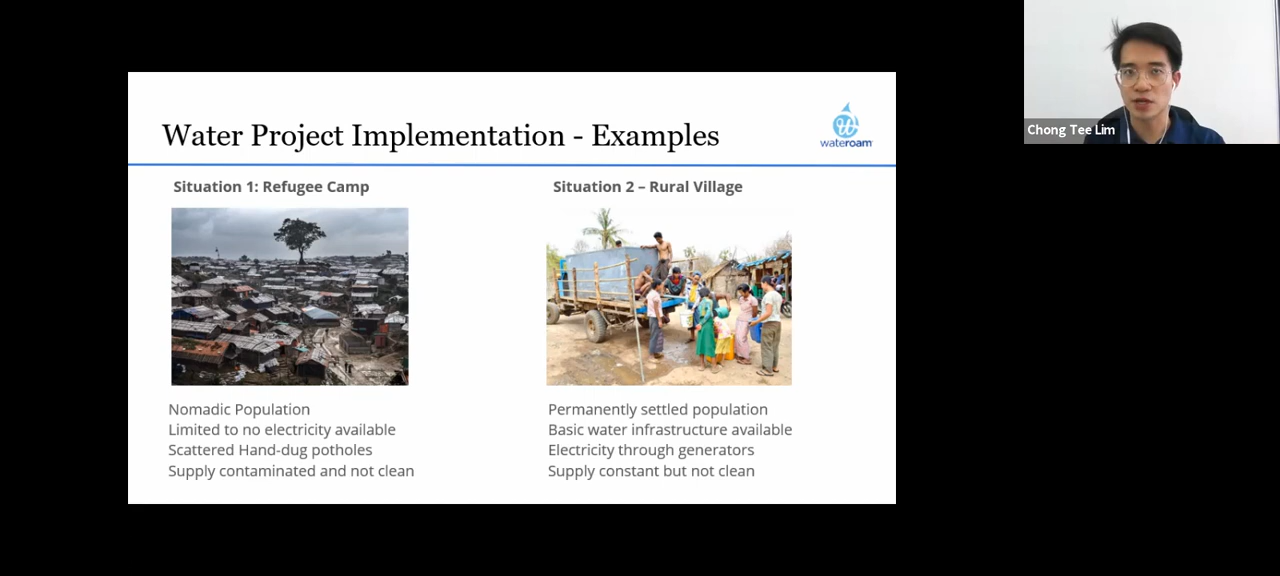 Water Project Implementation - Examples
wateroam
Situation 1: Refugee Camp
Situation 2 – Rural Village
Nomadic Population
Limited to no electricity available
Scattered Hand-dug potholes
Supply contaminated and not clean
Permanently settled population
Basic water infrastructure available
Electricity through generators
Supply constant but not clean
Chong Tee Lim